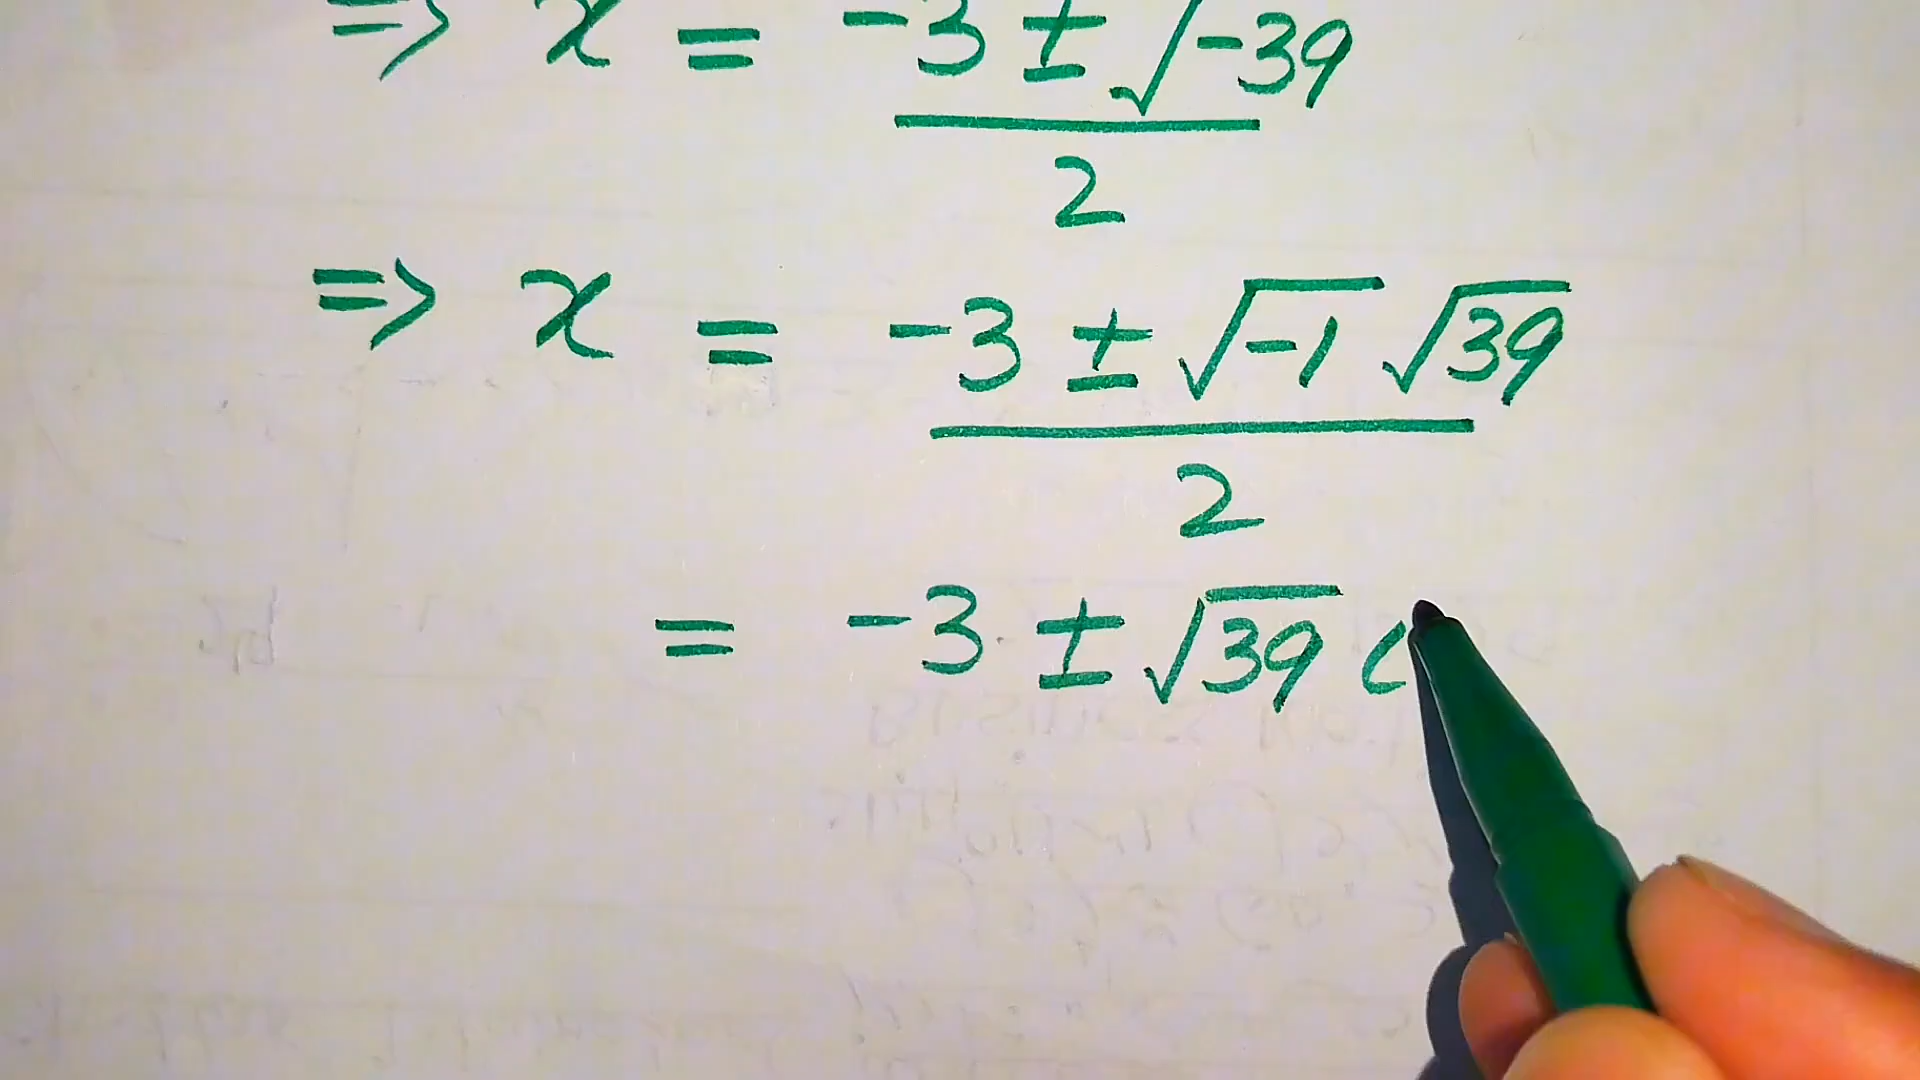 ⇒ x = -3 ± √-39
2
⇒ x = -3 ± √-1 √39
2
= -3 ± √39 i